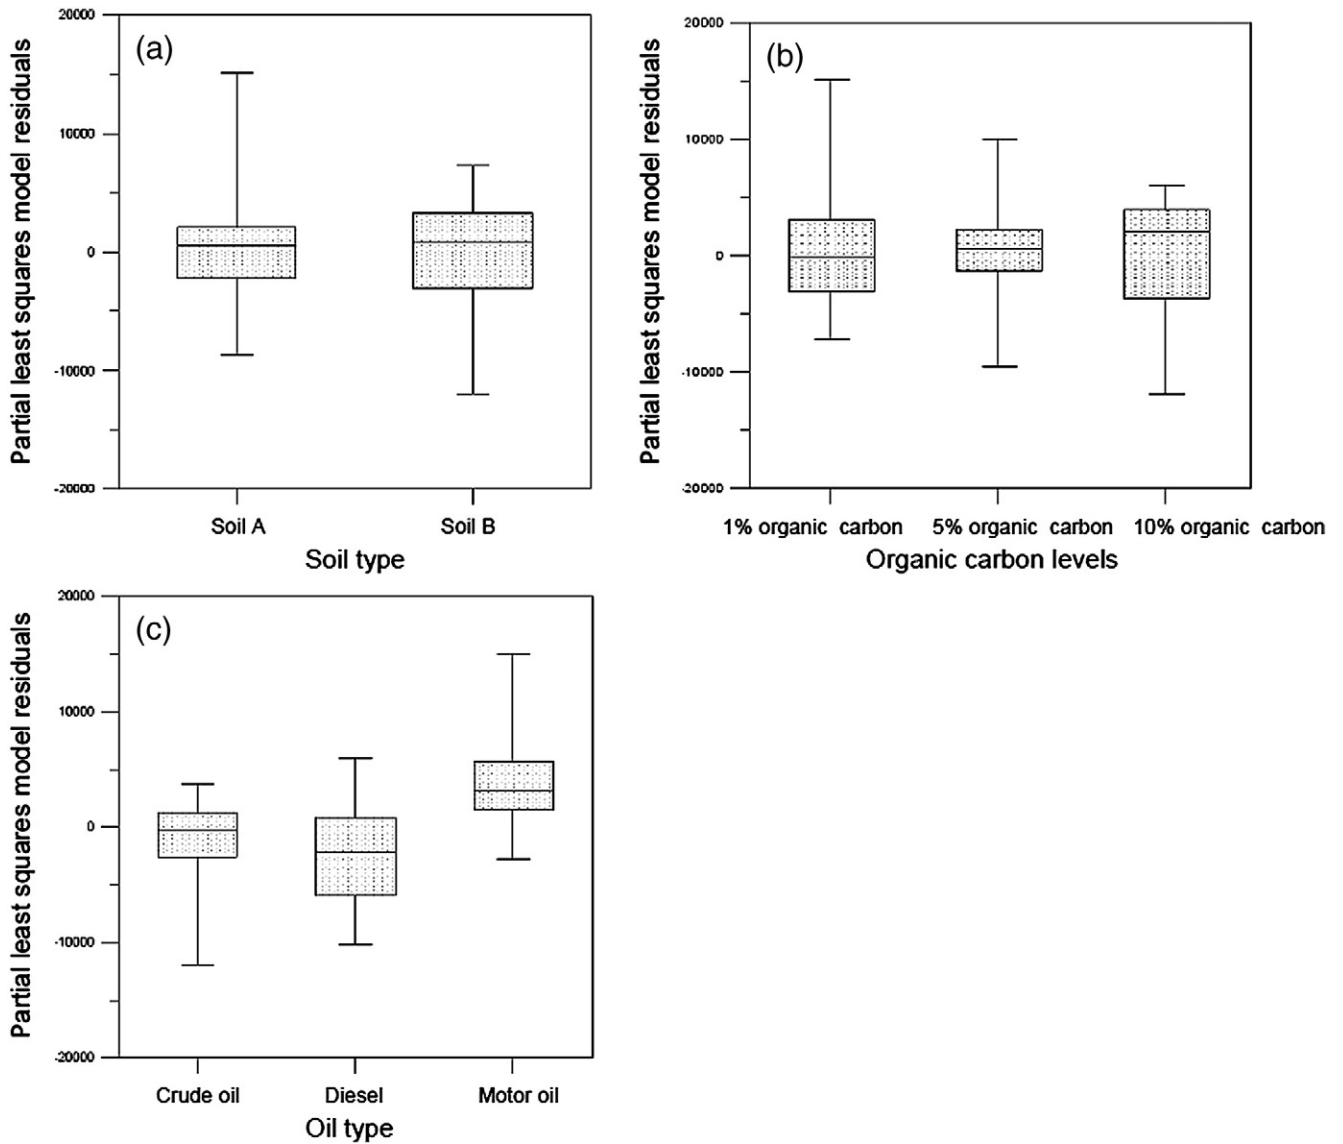 (a)
Partial least squares model residuals
20000
10000
0
-10000
-20000
Soil A
Soil B
Soil type
(b)
Partial least squares model residuals
20000
10000
0
-10000
-20000
1% organic carbon
5% organic carbon
10% organic carbon
Organic carbon levels
(c)
Partial least squares model residuals
20000
10000
0
-10000
-20000
Crude oil
Diesel
Motor oil
Oil type